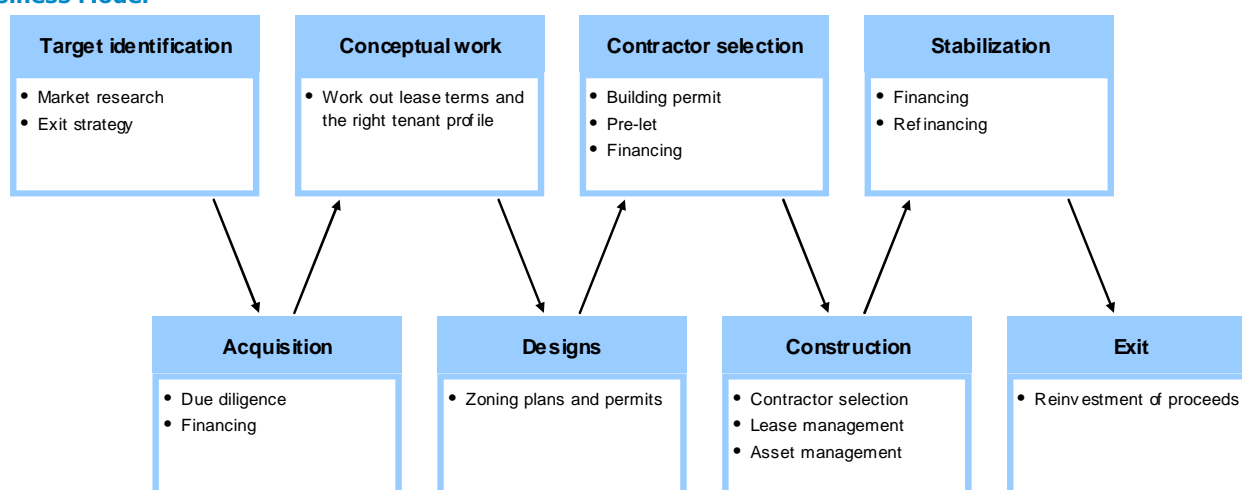 Business Model
Target identification
• Market research
• Exit strategy
Conceptual work
• Work out lease terms and
the right tenant profile
Contractor selection
• Building permit
• Pre-let
• Financing
Stabilization
• Financing
• Refinancing
Acquisition
• Due diligence
• Financing
Designs
• Zoning plans and permits
Construction
• Contractor selection
• Lease management
• Asset management
Exit
• Reinvestment of proceeds